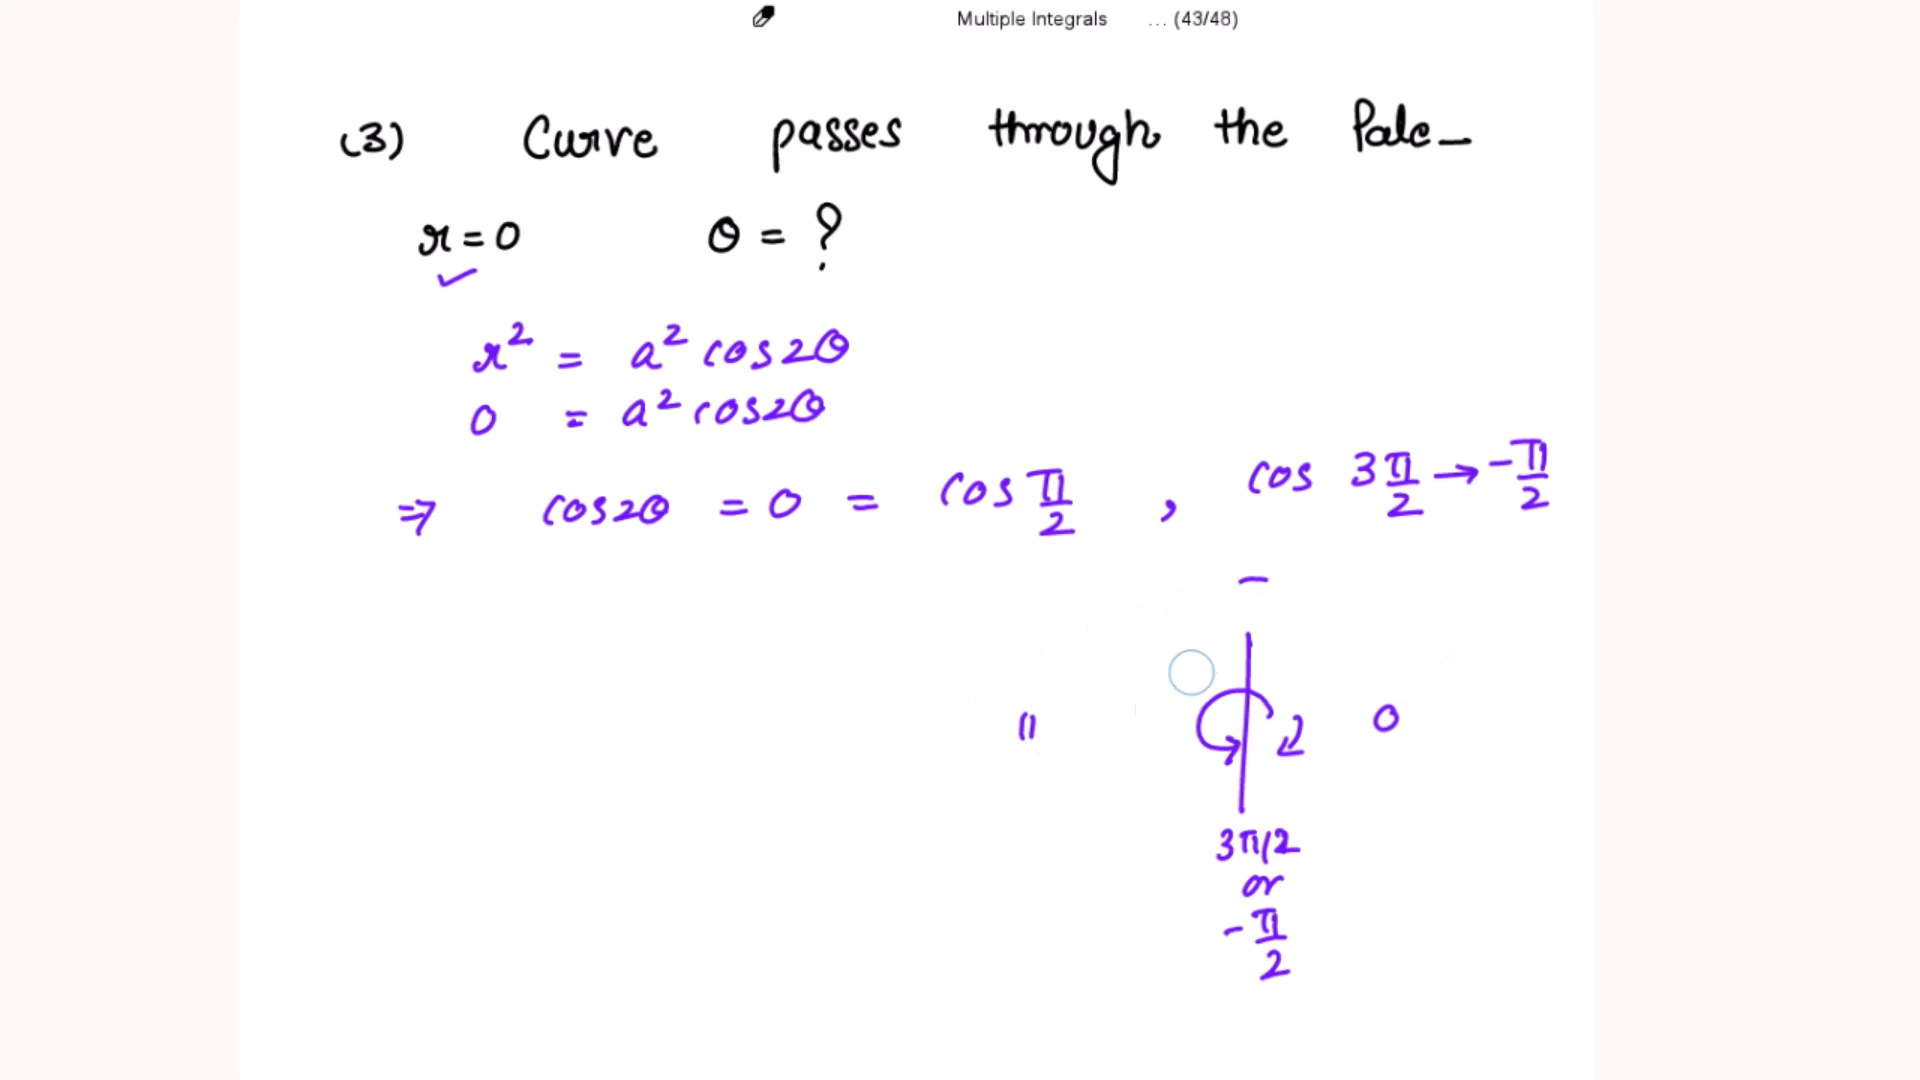 Multiple Integrals ... (43/48)
(3) Curve passes through the Pole_
r = 0 θ = ?
r² = a² cos2θ
0 = a² cos2θ
⇒ cos2θ = 0 = cos π/2 , cos 3π/2 → -π/2
0
3π/2
or
-π/2